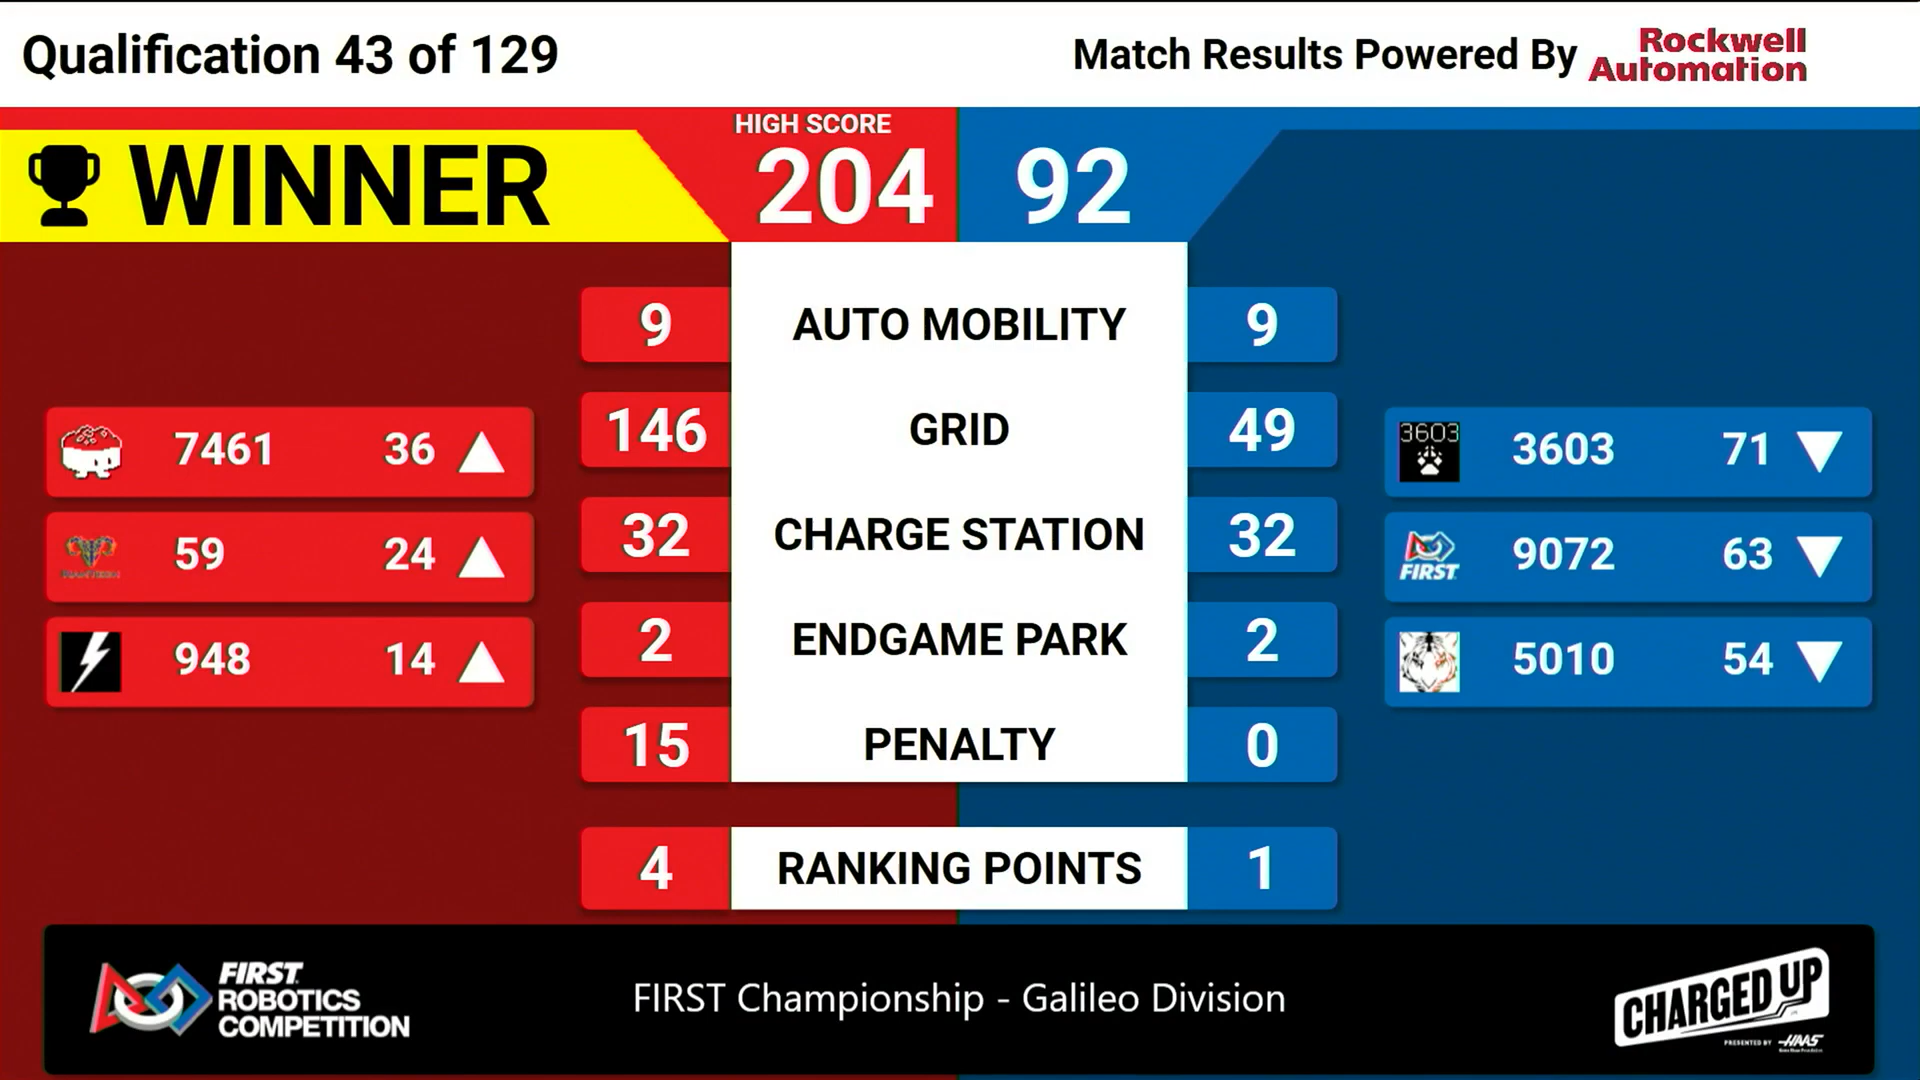 Qualification 43 of 129
Match Results Powered By
Rockwell
Automation
WINNER
HIGH SCORE
204
92
9 AUTO MOBILITY 9
146 GRID 49
32 CHARGE STATION 32
2 ENDGAME PARK 2
15 PENALTY 0
4 RANKING POINTS 1
7461 36
59 24
948 14
3603
3603 71
FIRST
9072 63
5010 54
FIRST
ROBOTICS
COMPETITION
FIRST Championship - Galileo Division
CHARGED UP
PRESENTED BY HAAS